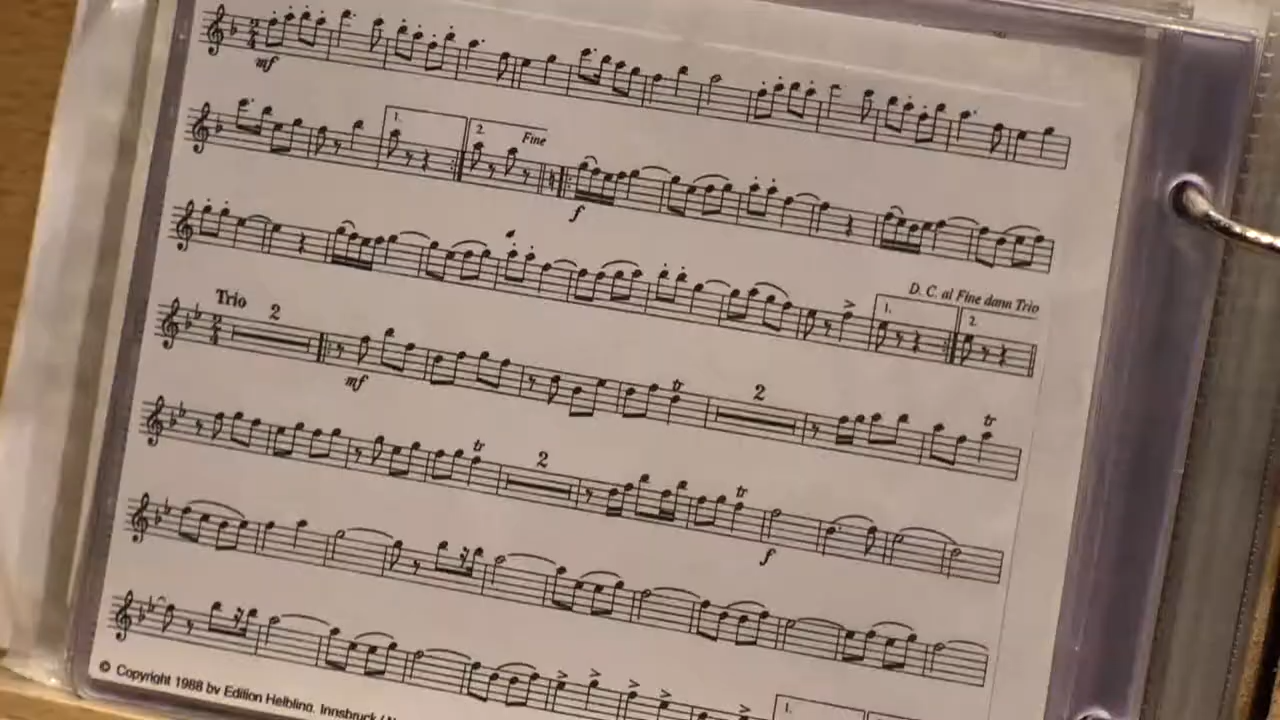 mf
1. 2. Fine
f
D. C. al Fine dann Trio
1. 2.
Trio 2
mf tr 2 tr
tr 2 tr
f
1.
© Copyright 1988 by Edition Helbling, Innsbruck /